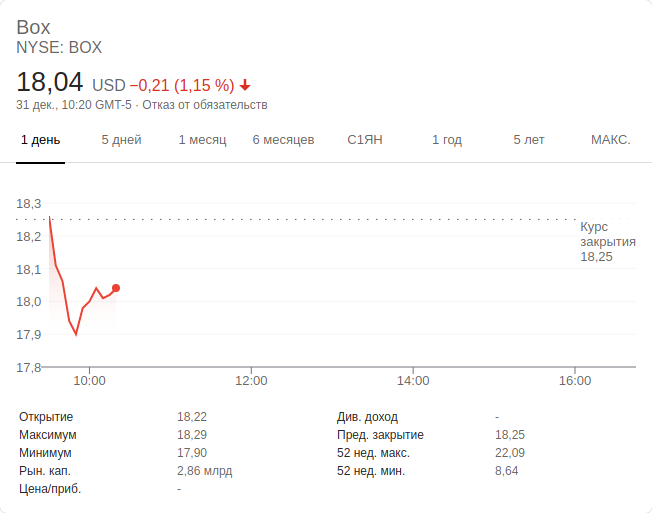 Box
NYSE: BOX
18,04 USD −0,21 (1,15 %)
31 дек., 10:20 GMT-5 · Отказ от обязательств
1 день 5 дней 1 месяц 6 месяцев С1ЯН 1 год 5 лет МАКС.
18,3
18,2
18,1
18,0
17,9
17,8
Курс
закрытия
18,25
10:00 12:00 14:00 16:00
Открытие 18,22 Див. доход -
Максимум 18,29 Пред. закрытие 18,25
Минимум 17,90 52 нед. макс. 22,09
Рын. кап. 2,86 млрд 52 нед. мин. 8,64
Цена/приб. -